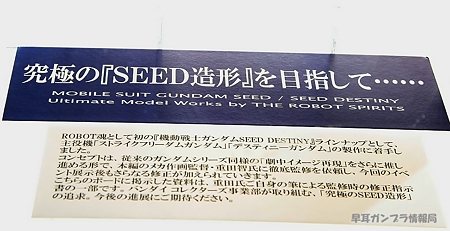 究極の『SEED造形』を目指して……
MOBILE SUIT GUNDAM SEED / SEED DESTINY
Ultimate Model Works by THE ROBOT SPIRITS
ROBOT魂として初の『機動戦士ガンダムSEED DESTINY』ラインナップとして
主役機「ストライクフリーダムガンダム」「デスティニーガンダム」の製作に着手し
ました。
コンセプトは、従来のガンダムシリーズ同様の「劇中イメージ再現」をさらに推し
進める形で、本編のメカ作画担当・重田智氏に徹底監修を依頼し、今回のイベ
ント展示後もさらなる修正が加えられていきます。
こちらのボードに掲示した資料は、重田氏ご自身の筆による監修時の修正指示
書の一部です。バンダイコレクターズ事業部が取り組む、「究極のSEED造形」
の追求。今後の進展にご期待ください。
早耳ガンプラ情報局